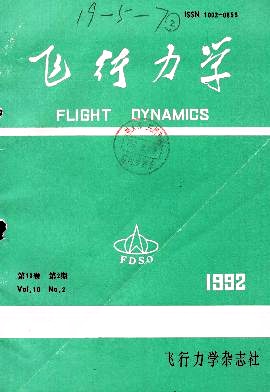 19-5-7②
ISSN 1002-0853
飞行力学
FLIGHT DYNAMICS
FDSO
第10卷 第2期
Vol.10 No.2
1992
飞行力学杂志社